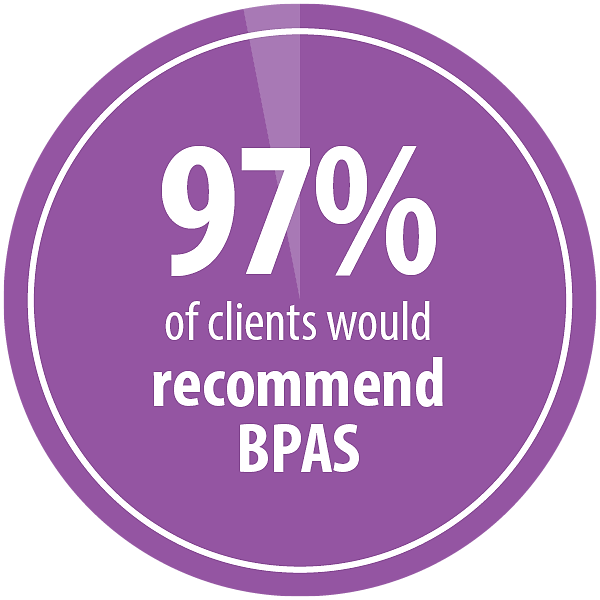 97%
of clients would
recommend
BPAS